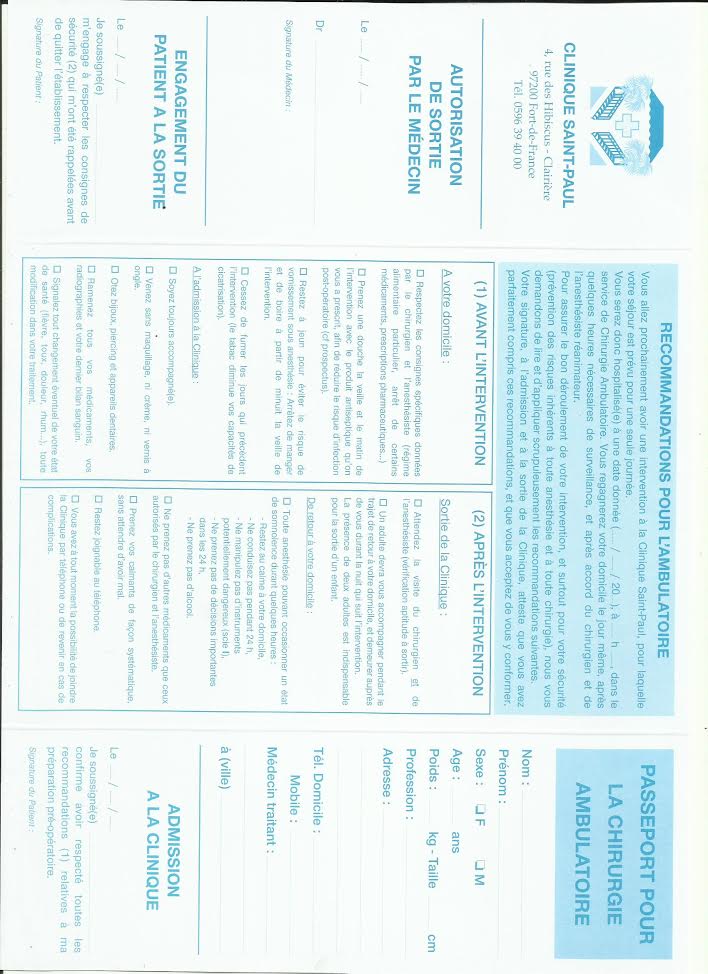 CLINIQUE SAINT-PAUL
4, rue des Hibiscus - Clairière
97200 Fort-de-France
Tél. 0596 39 40 00
AUTORISATION
DE SORTIE
PAR LE MÉDECIN
Le ___ / ___ / ___
Dr
Signature du Médecin :
ENGAGEMENT DU
PATIENT A LA SORTIE
Le ___ / ___ / ___
Je soussigné(e)
m'engage à respecter les consignes de
sécurité (2) qui m'ont été rappelées avant
de quitter l'établissement.
Signature du Patient :
RECOMMANDATIONS POUR L'AMBULATOIRE
Vous allez prochainement avoir une intervention à la Clinique Saint-Paul, pour laquelle
votre séjour est prévu pour une seule journée.
Vous serez donc hospitalisé(e) à une date donnée ( / / 20 ), à h , dans le
service de Chirurgie Ambulatoire. Vous regagnerez votre domicile le jour même, après
quelques heures nécessaires de surveillance, et après accord du chirurgien et de
l'anesthésiste réanimateur.
Pour assurer le bon déroulement de votre intervention, et surtout pour votre sécurité
(prévention des risques inhérents à toute anesthésie et à toute chirurgie), nous vous
demandons de lire et d'appliquer scrupuleusement les recommandations suivantes.
Votre signature, à l'admission et à la sortie de la Clinique, atteste que vous avez
parfaitement compris ces recommandations, et que vous acceptez de vous y conformer.
(1) AVANT L'INTERVENTION
A votre domicile :
☐ Respectez les consignes spécifiques données
par le chirurgien et l'anesthésiste (régime
alimentaire particulier, arrêt de certains
médicaments, prescriptions pharmaceutiques...)
☐ Prenez une douche la veille et le matin de
l'intervention avec le produit antiseptique qu'on
vous a prescrit, afin de réduire le risque d'infection
post-opératoire (cf prospectus).
☐ Restez à jeun pour éviter le risque de
vomissement sous anesthésie : Arrêtez de manger
et de boire à partir de minuit la veille de
l'intervention.
☐ Cessez de fumer les jours qui précèdent
l'intervention (le tabac diminue vos capacités de
cicatrisation).
A l'admission à la Clinique :
☐ Soyez toujours accompagné(e).
☐ Venez sans maquillage, ni crème, ni vernis à
ongle.
☐ Otez bijoux, piercing et appareils dentaires.
☐ Ramenez tous vos médicaments, vos
radiographies et votre dernier bilan sanguin.
☐ Signalez tout changement éventuel de votre état
de santé (fièvre, toux, douleur, rhum...), toute
modification dans votre traitement.
(2) APRÈS L'INTERVENTION
Sortie de la Clinique :
☐ Attendez la visite du chirurgien et de
l'anesthésiste (vérification aptitude à sortir).
☐ Un adulte devra vous accompagner pendant le
trajet de retour à votre domicile, et demeurer auprès
de vous durant la nuit qui suit l'intervention.
La présence de deux adultes est indispensable
pour la sortie d'un enfant.
De retour à votre domicile :
☐ Toute anesthésie pouvant occasionner un état
de somnolence durant quelques heures :
- Restez au calme à votre domicile.
- Ne conduisez pas pendant 24 h.
- Ne manipulez pas d'instruments
potentiellement dangereux (scie !).
- Ne prenez pas de décisions importantes
dans les 24 h.
- Ne prenez pas d'alcool.
☐ Ne prenez pas d'autres médicaments que ceux
autorisés par le chirurgien et l'anesthésiste.
☐ Prenez vos calmants de façon systématique,
sans attendre d'avoir mal.
☐ Restez joignable au téléphone.
☐ Vous avez à tout moment la possibilité de joindre
la Clinique par téléphone ou de revenir en cas de
complications.
PASSEPORT POUR
LA CHIRURGIE
AMBULATOIRE
Nom :
Prénom :
Sexe : ☐ F ☐ M
Age : ans
Poids : kg - Taille cm
Profession :
Adresse :
Tél. Domicile :
Mobile :
Médecin traitant :
à (ville)
ADMISSION
A LA CLINIQUE
Le ___ / ___ / ___
Je soussigné(e)
confirme avoir respecté toutes les
recommandations (1) relatives à ma
préparation pré-opératoire.
Signature du Patient :